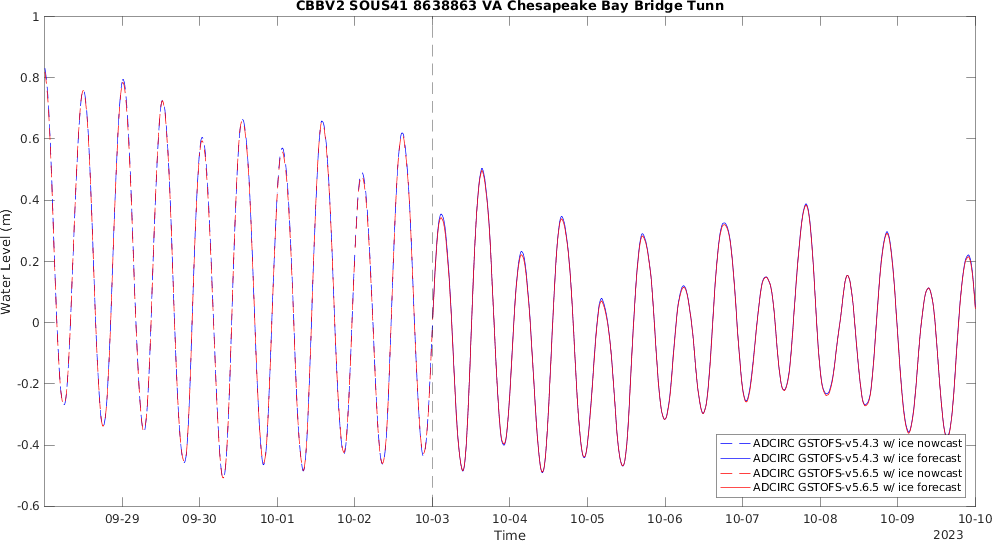 CBBV2 SOUS41 8638863 VA Chesapeake Bay Bridge Tunn
1
0.8
0.6
0.4
0.2
0
-0.2
-0.4
-0.6
Water Level (m)
ADCIRC GSTOFS-v5.4.3 w/ ice nowcast
ADCIRC GSTOFS-v5.4.3 w/ ice forecast
ADCIRC GSTOFS-v5.6.5 w/ ice nowcast
ADCIRC GSTOFS-v5.6.5 w/ ice forecast
09-29 09-30 10-01 10-02 10-03 10-04 10-05 10-06 10-07 10-08 10-09 10-10
Time
2023